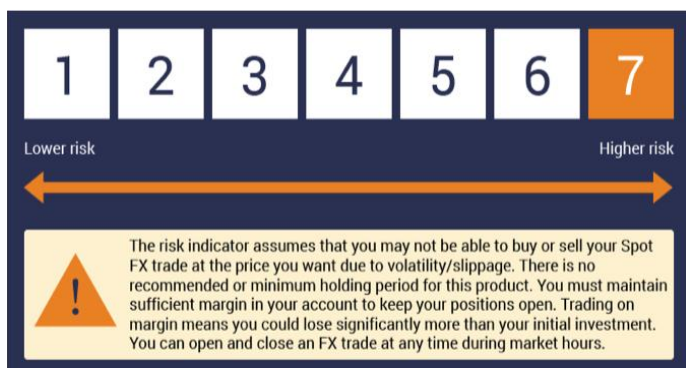 1 2 3 4 5 6 7
Lower risk Higher risk
!
The risk indicator assumes that you may not be able to buy or sell your Spot
FX trade at the price you want due to volatility/slippage. There is no
recommended or minimum holding period for this product. You must maintain
sufficient margin in your account to keep your positions open. Trading on
margin means you could lose significantly more than your initial investment.
You can open and close an FX trade at any time during market hours.